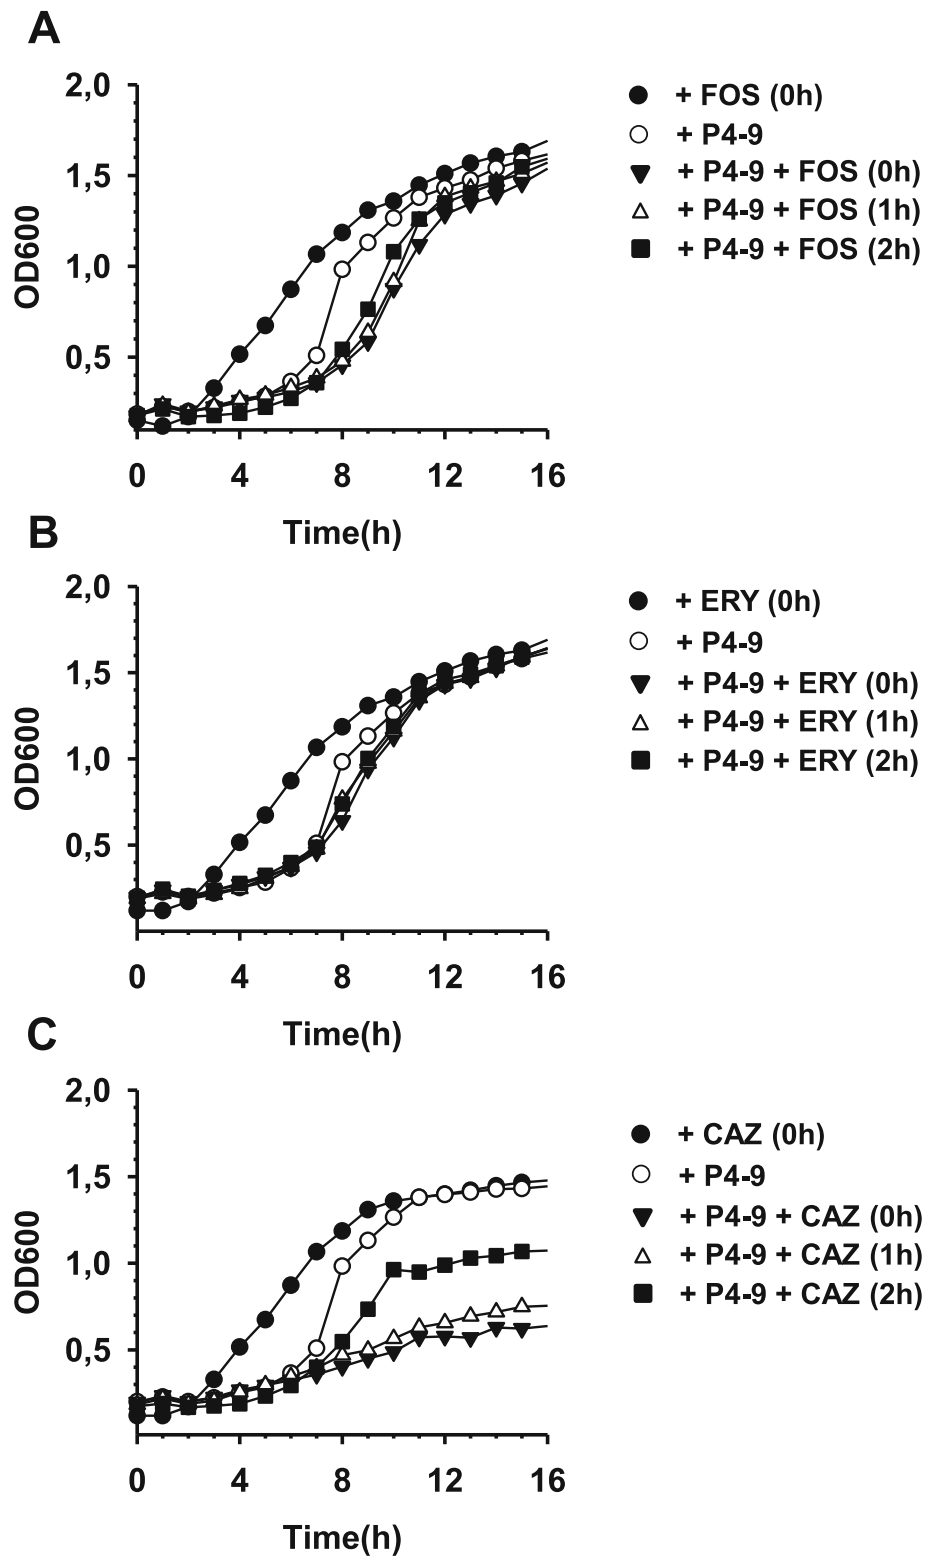 A
2,0
1,5
1,0
0,5
OD600
0 4 8 12 16
Time(h)
+ FOS (0h)
+ P4-9
+ P4-9 + FOS (0h)
+ P4-9 + FOS (1h)
+ P4-9 + FOS (2h)
B
2,0
1,5
1,0
0,5
OD600
0 4 8 12 16
Time(h)
+ ERY (0h)
+ P4-9
+ P4-9 + ERY (0h)
+ P4-9 + ERY (1h)
+ P4-9 + ERY (2h)
C
2,0
1,5
1,0
0,5
OD600
0 4 8 12 16
Time(h)
+ CAZ (0h)
+ P4-9
+ P4-9 + CAZ (0h)
+ P4-9 + CAZ (1h)
+ P4-9 + CAZ (2h)